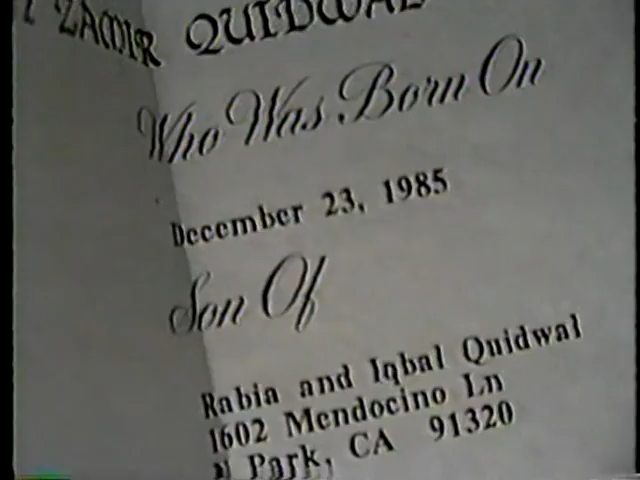 ZAMIR QUIDWAL
Who Was Born On
December 23, 1985
Son Of
Rabia and Iqbal Quidwal
1602 Mendocino Ln
Park, CA 91320